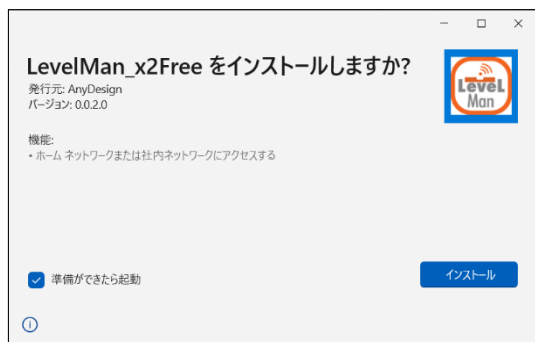 LevelMan_x2Free をインストールしますか?
発行元: AnyDesign
バージョン: 0.0.2.0
LeveL
Man
機能:
• ホーム ネットワークまたは社内ネットワークにアクセスする
準備ができたら起動
インストール